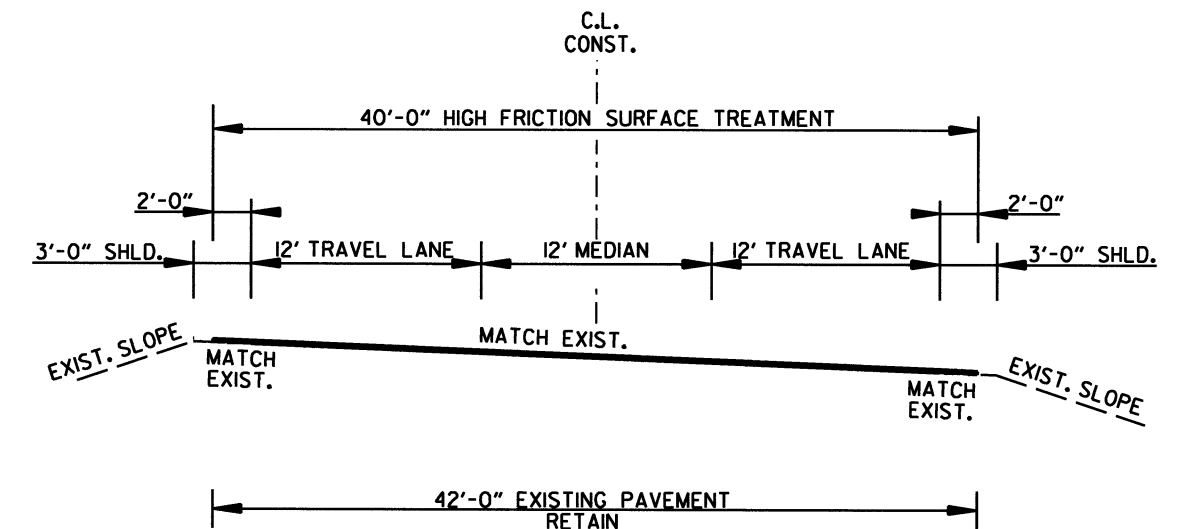 C.L.
CONST.
40'-0" HIGH FRICTION SURFACE TREATMENT
2'-0"
2'-0"
3'-0" SHLD.
12' TRAVEL LANE
12' MEDIAN
12' TRAVEL LANE
3'-0" SHLD.
EXIST. SLOPE
MATCH EXIST.
MATCH
EXIST.
EXIST. SLOPE
MATCH
EXIST.
42'-0" EXISTING PAVEMENT
RETAIN